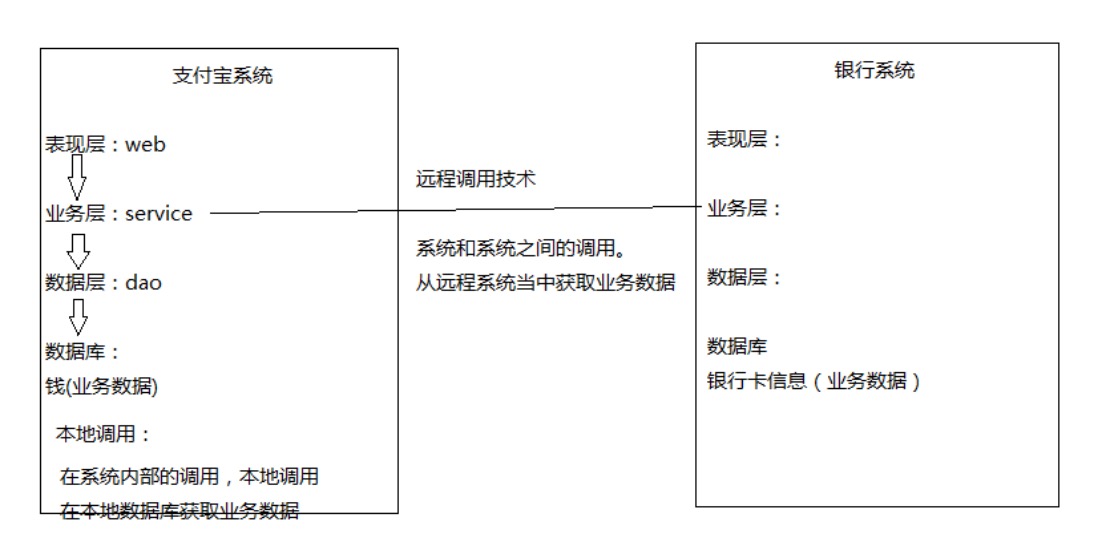 支付宝系统
表现层：web
业务层：service
数据层：dao
数据库：
钱(业务数据)
本地调用：
在系统内部的调用，本地调用
在本地数据库获取业务数据
远程调用技术
系统和系统之间的调用。
从远程系统当中获取业务数据
银行系统
表现层：
业务层：
数据层：
数据库
银行卡信息（业务数据）